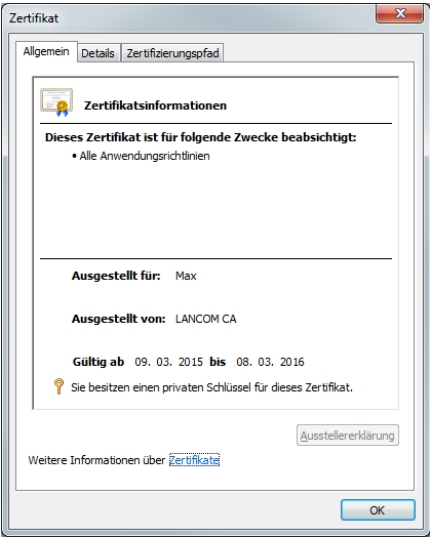 Zertifikat
Allgemein Details Zertifizierungspfad
Zertifikatsinformationen
Dieses Zertifikat ist für folgende Zwecke beabsichtigt:
• Alle Anwendungsrichtlinien
Ausgestellt für: Max
Ausgestellt von: LANCOM CA
Gültig ab 09. 03. 2015 bis 08. 03. 2016
Sie besitzen einen privaten Schlüssel für dieses Zertifikat.
Ausstellererklärung
Weitere Informationen über Zertifikate
OK